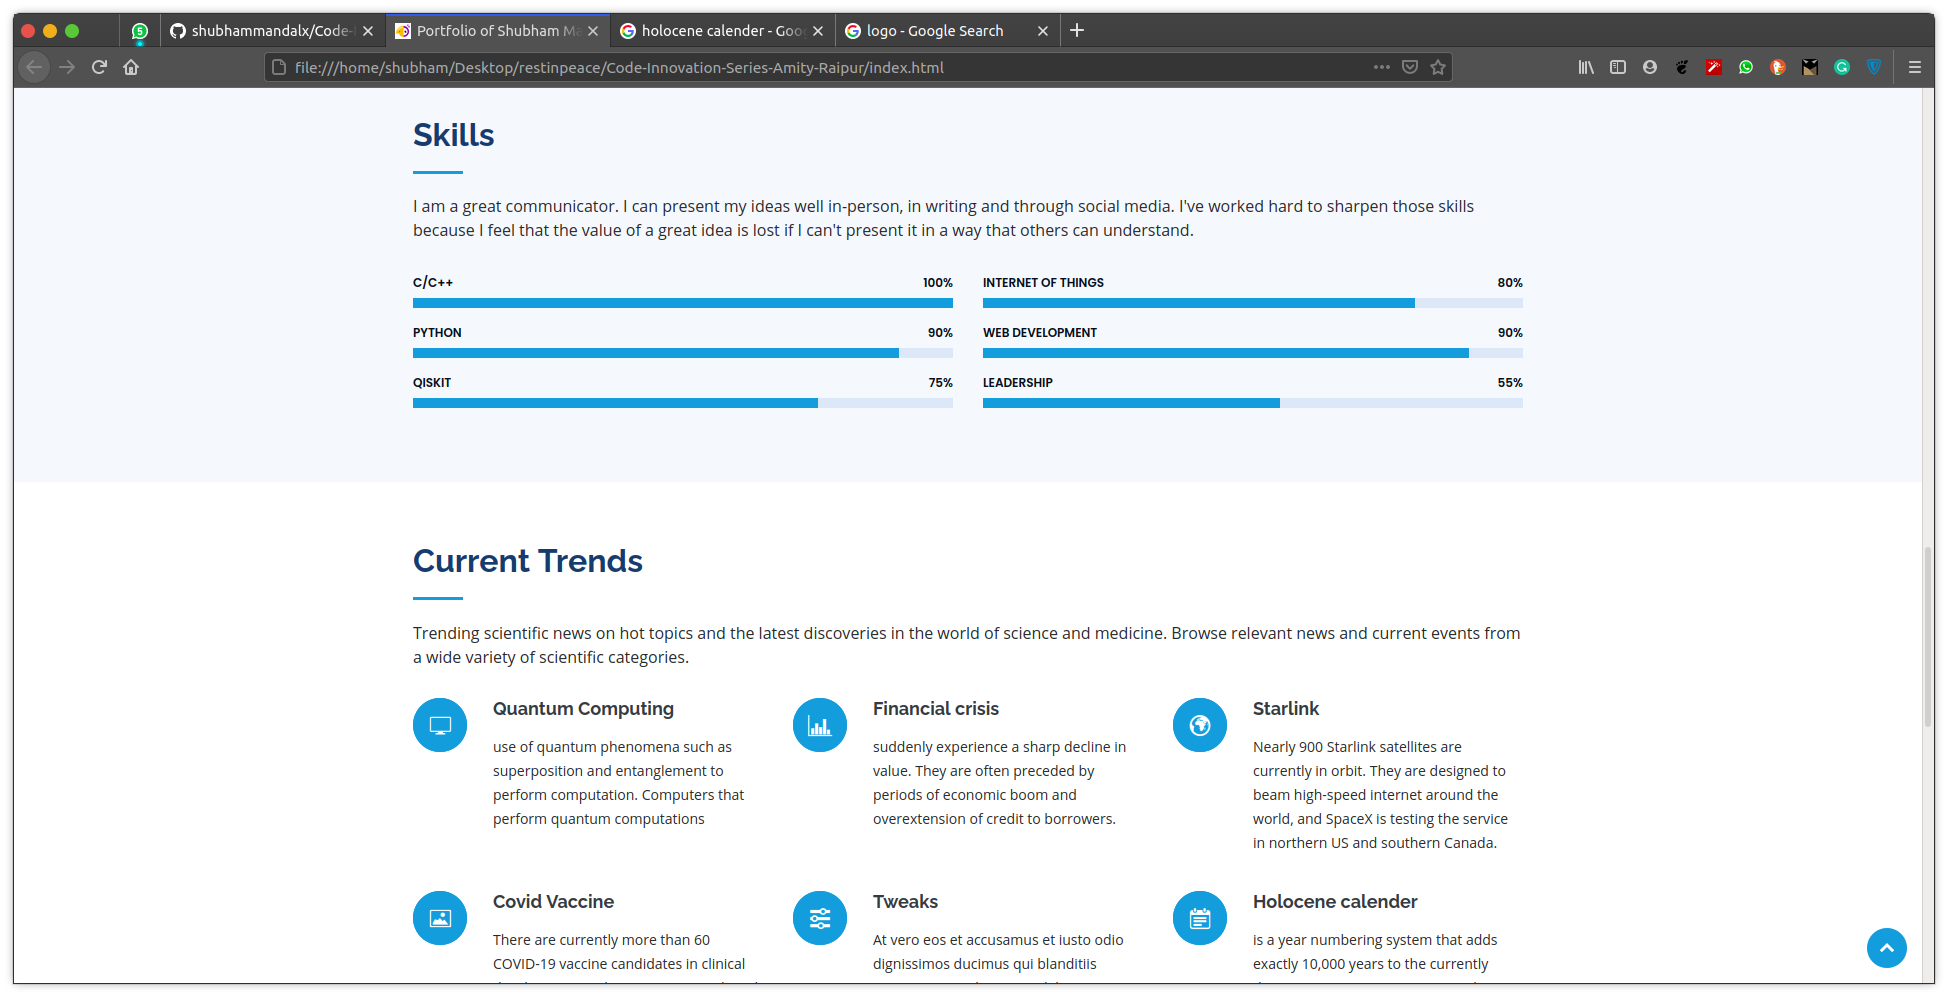 5
shubhammandalx/Code-
Portfolio of Shubham Ma
holocene calender - Goo
logo - Google Search
file:///home/shubham/Desktop/restinpeace/Code-Innovation-Series-Amity-Raipur/index.html
Skills
I am a great communicator. I can present my ideas well in-person, in writing and through social media. I've worked hard to sharpen those skills
because I feel that the value of a great idea is lost if I can't present it in a way that others can understand.
C/C++ 100%
INTERNET OF THINGS 80%
PYTHON 90%
WEB DEVELOPMENT 90%
QISKIT 75%
LEADERSHIP 55%
Current Trends
Trending scientific news on hot topics and the latest discoveries in the world of science and medicine. Browse relevant news and current events from
a wide variety of scientific categories.
Quantum Computing
use of quantum phenomena such as
superposition and entanglement to
perform computation. Computers that
perform quantum computations
Financial crisis
suddenly experience a sharp decline in
value. They are often preceded by
periods of economic boom and
overextension of credit to borrowers.
Starlink
Nearly 900 Starlink satellites are
currently in orbit. They are designed to
beam high-speed internet around the
world, and SpaceX is testing the service
in northern US and southern Canada.
Covid Vaccine
There are currently more than 60
COVID-19 vaccine candidates in clinical
Tweaks
At vero eos et accusamus et iusto odio
dignissimos ducimus qui blanditiis
Holocene calender
is a year numbering system that adds
exactly 10,000 years to the currently